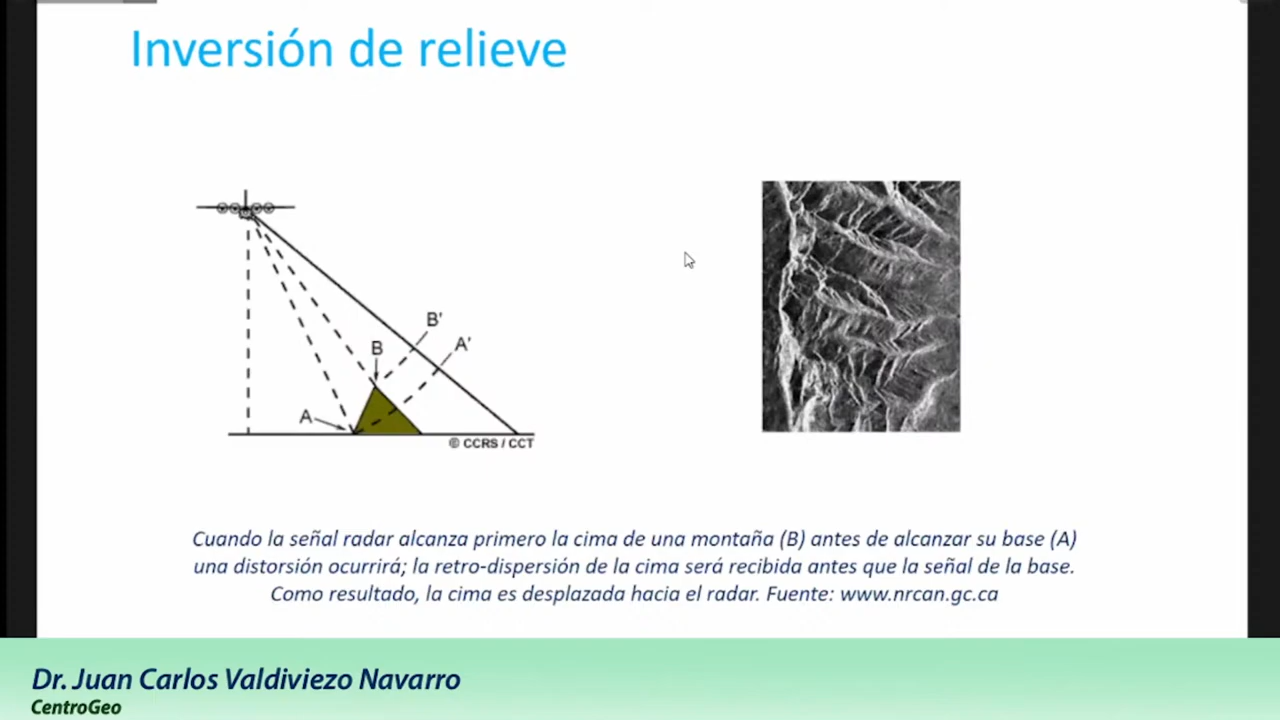 Inversión de relieve
B'
A'
B
A
© CCRS / CCT
Cuando la señal radar alcanza primero la cima de una montaña (B) antes de alcanzar su base (A)
una distorsión ocurrirá; la retro-dispersión de la cima será recibida antes que la señal de la base.
Como resultado, la cima es desplazada hacia el radar. Fuente: www.nrcan.gc.ca
Dr. Juan Carlos Valdiviezo Navarro
CentroGeo